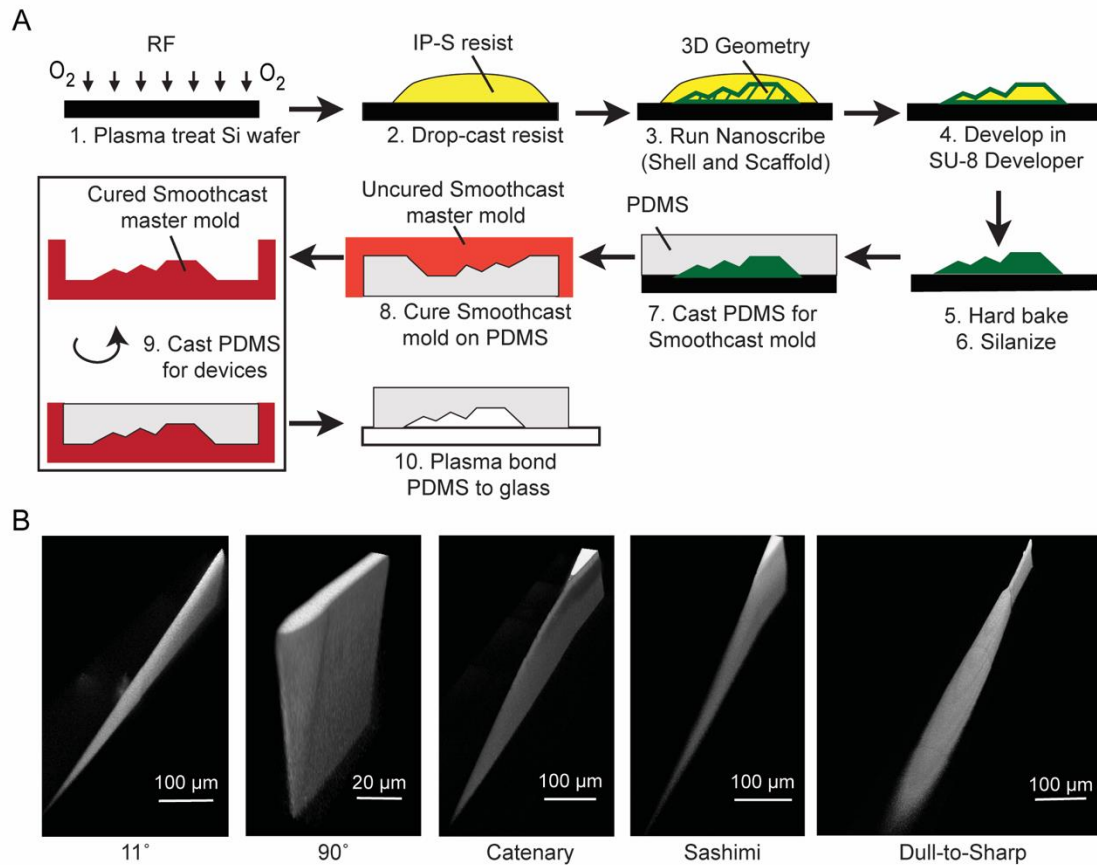 A
RF
O2 O2
1. Plasma treat Si wafer
IP-S resist
2. Drop-cast resist
3D Geometry
3. Run Nanoscribe
(Shell and Scaffold)
4. Develop in
SU-8 Developer
5. Hard bake
6. Silanize
PDMS
7. Cast PDMS for
Smoothcast mold
Uncured Smoothcast
master mold
8. Cure Smoothcast
mold on PDMS
Cured Smoothcast
master mold
9. Cast PDMS
for devices
10. Plasma bond
PDMS to glass
B
100 µm
11°
20 µm
90°
100 µm
Catenary
100 µm
Sashimi
100 µm
Dull-to-Sharp